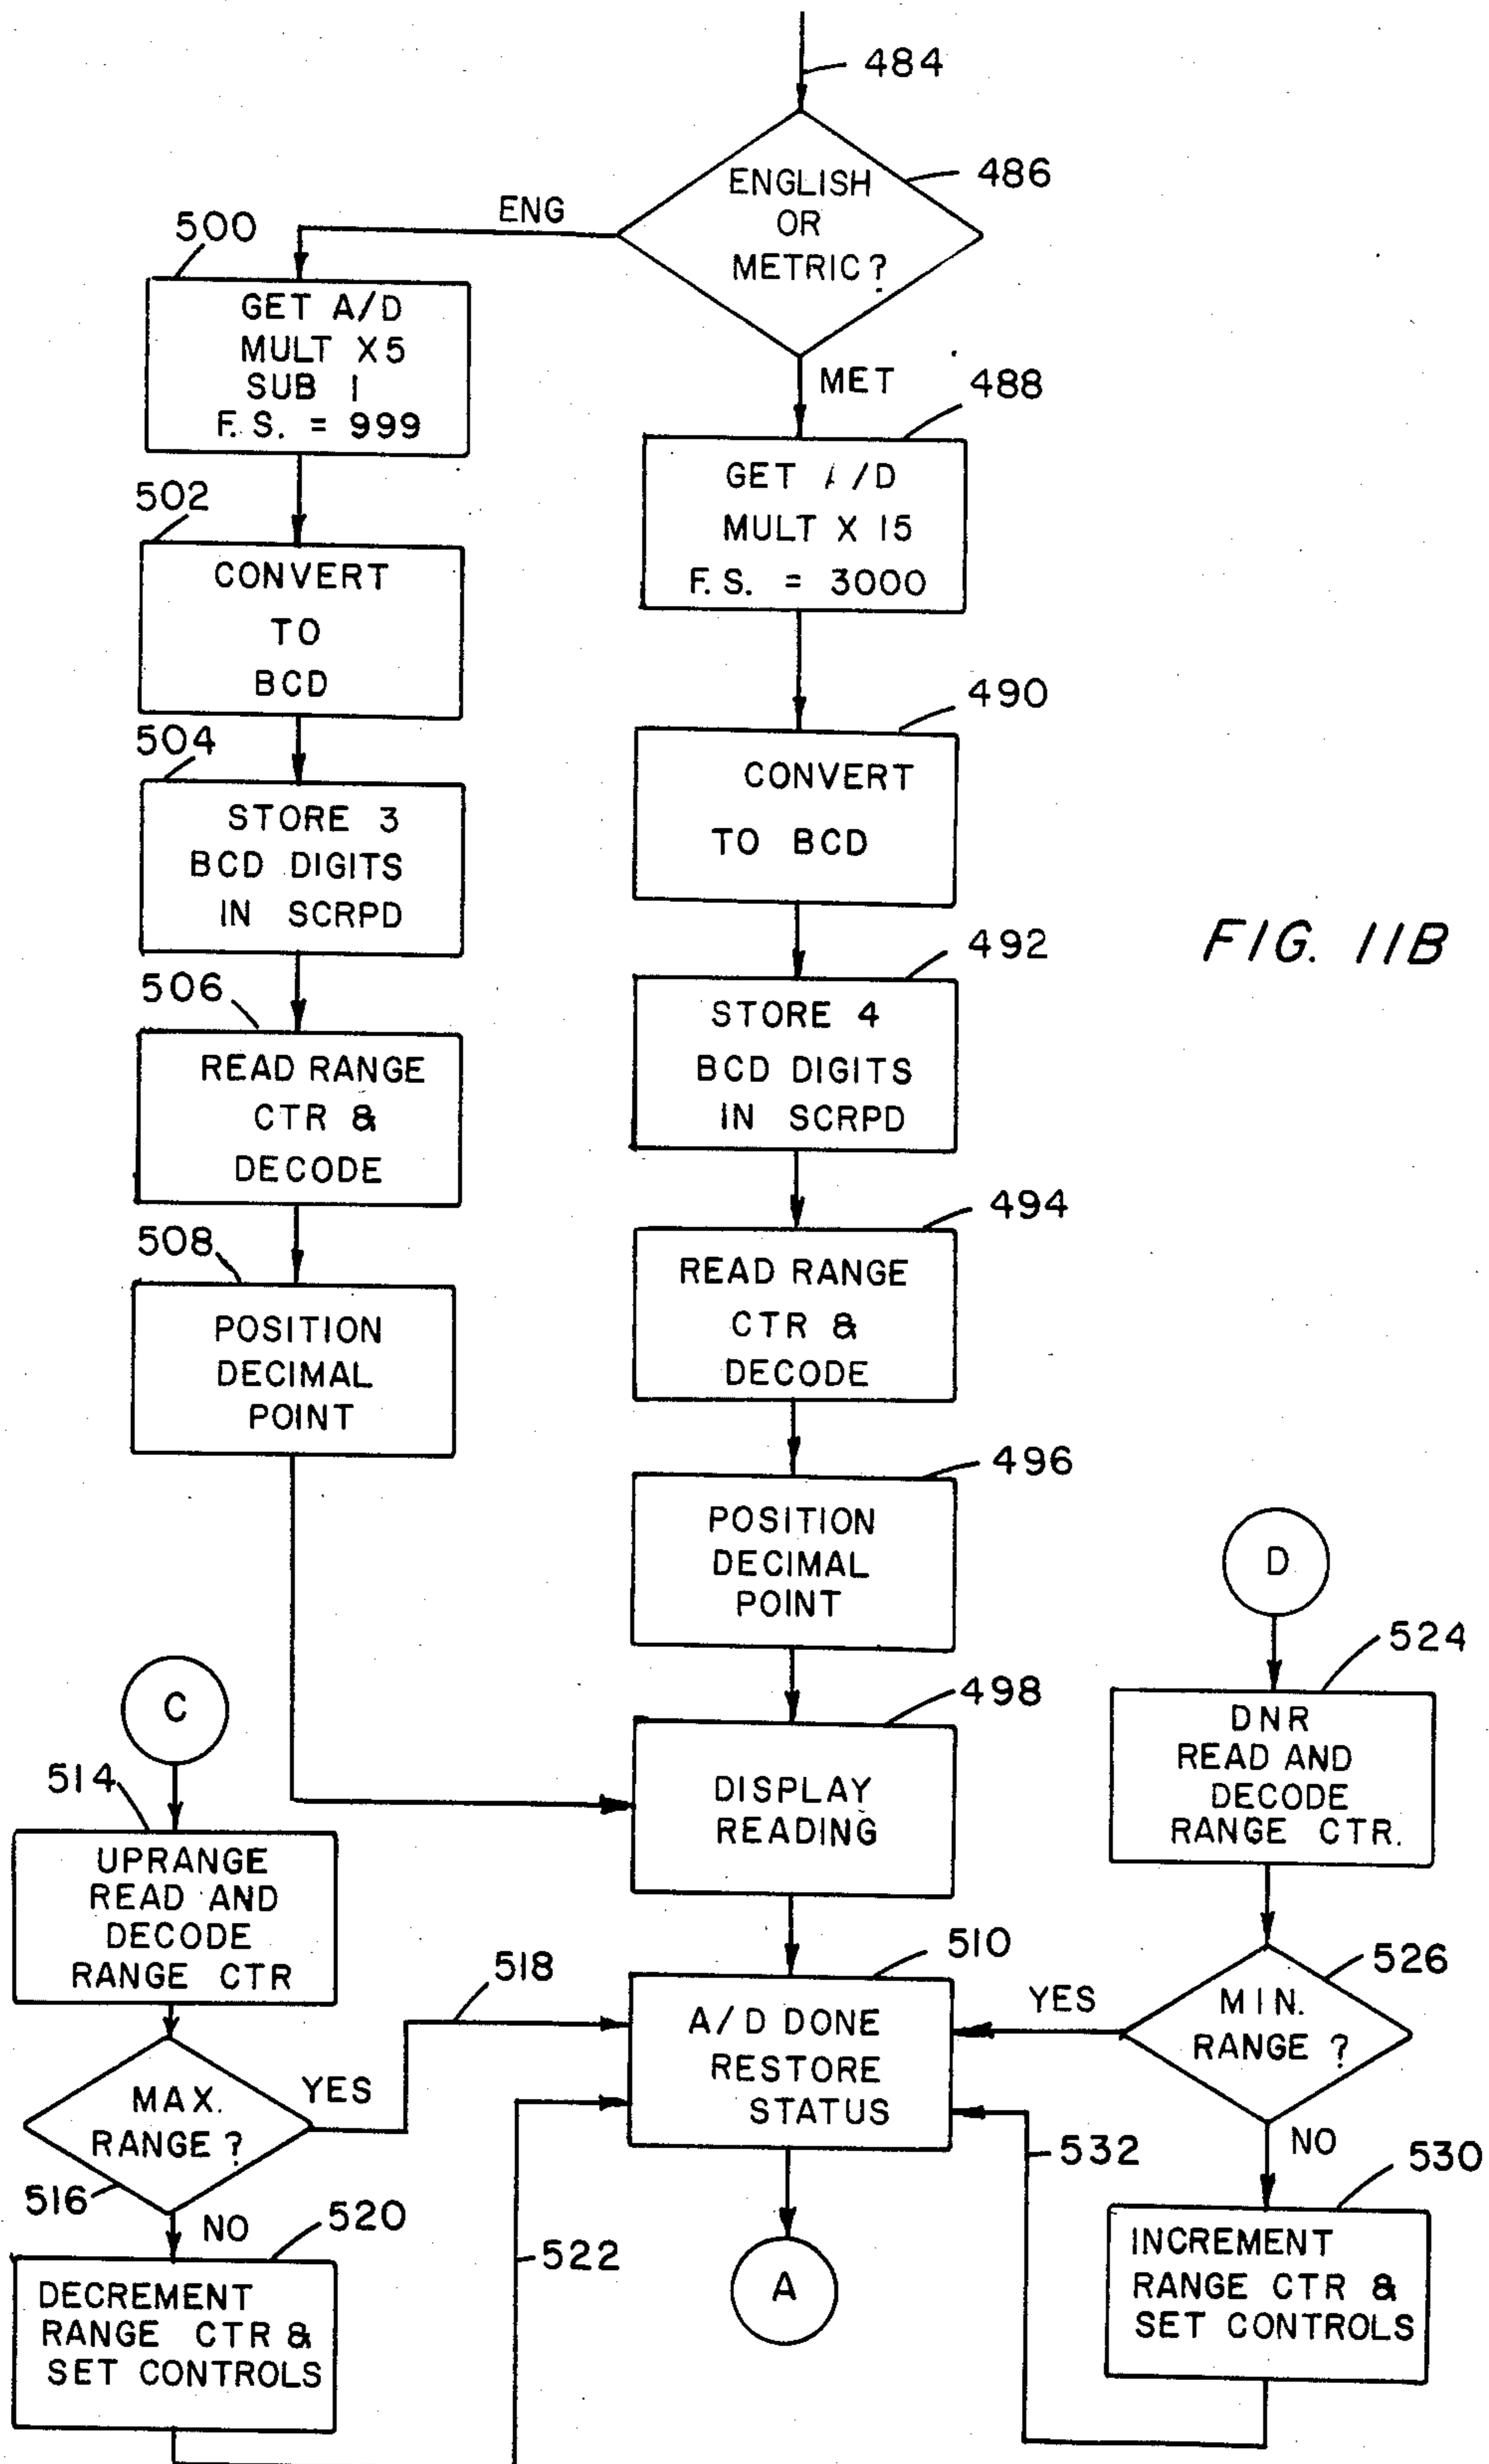 484
ENGLISH
OR
METRIC?
486
ENG
500
GET A/D
MULT X5
SUB 1
F.S. = 999
MET
488
GET A/D
MULT X 15
F.S. = 3000
502
CONVERT
TO
BCD
490
CONVERT
TO BCD
504
STORE 3
BCD DIGITS
IN SCRPD
492
STORE 4
BCD DIGITS
IN SCRPD
FIG. 11B
506
READ RANGE
CTR &
DECODE
494
READ RANGE
CTR &
DECODE
508
POSITION
DECIMAL
POINT
496
POSITION
DECIMAL
POINT
498
DISPLAY
READING
C
514
UPRANGE
READ AND
DECODE
RANGE CTR
MAX.
RANGE?
516
YES
518
NO
520
DECREMENT
RANGE CTR &
SET CONTROLS
522
510
A/D DONE
RESTORE
STATUS
A
D
524
DNR
READ AND
DECODE
RANGE CTR.
526
MIN.
RANGE ?
YES
NO
530
INCREMENT
RANGE CTR &
SET CONTROLS
532